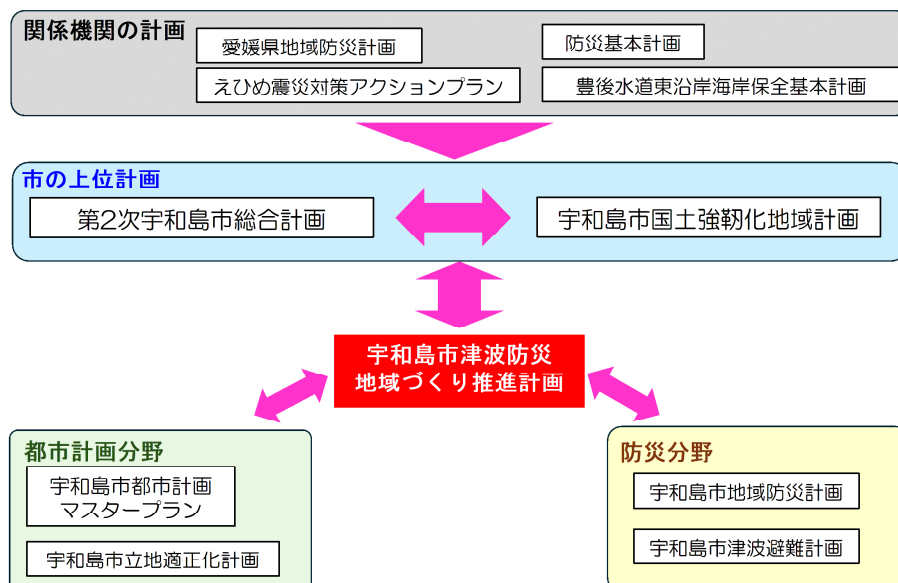 関係機関の計画
愛媛県地域防災計画
防災基本計画
えひめ震災対策アクションプラン
豊後水道東沿岸海岸保全基本計画
市の上位計画
第2次宇和島市総合計画
宇和島市国土強靭化地域計画
宇和島市津波防災
地域づくり推進計画
都市計画分野
宇和島市都市計画
マスタープラン
宇和島市立地適正化計画
防災分野
宇和島市地域防災計画
宇和島市津波避難計画